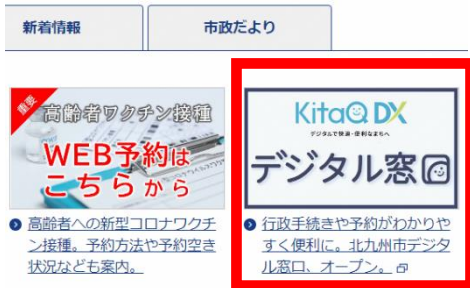 新着情報
市政だより
重要
高齢者ワクチン接種
WEB予約は
こちらから
高齢者への新型コロナワクチ
ン接種。予約方法や予約空き
状況なども案内。
KitaQ DX
デジタルで快適・便利なまちへ
デジタル窓口
行政手続きや予約がわかりや
すく便利に。北九州市デジタ
ル窓口、オープン。